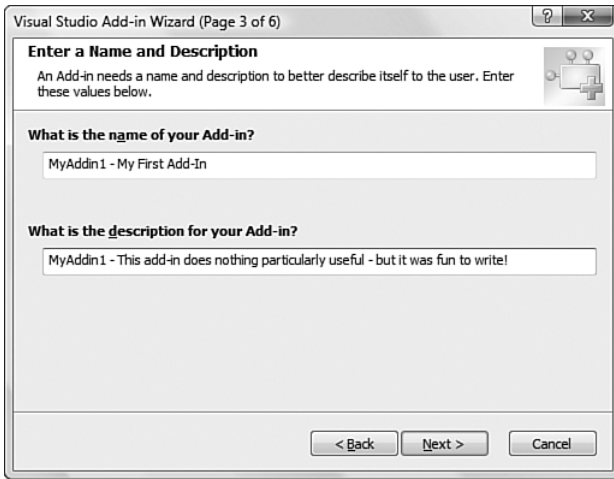 Visual Studio Add-in Wizard (Page 3 of 6)
Enter a Name and Description
An Add-in needs a name and description to better describe itself to the user. Enter
these values below.
What is the name of your Add-in?
MyAddin1 - My First Add-In
What is the description for your Add-in?
MyAddin1 - This add-in does nothing particularly useful - but it was fun to write!
< Back
Next >
Cancel